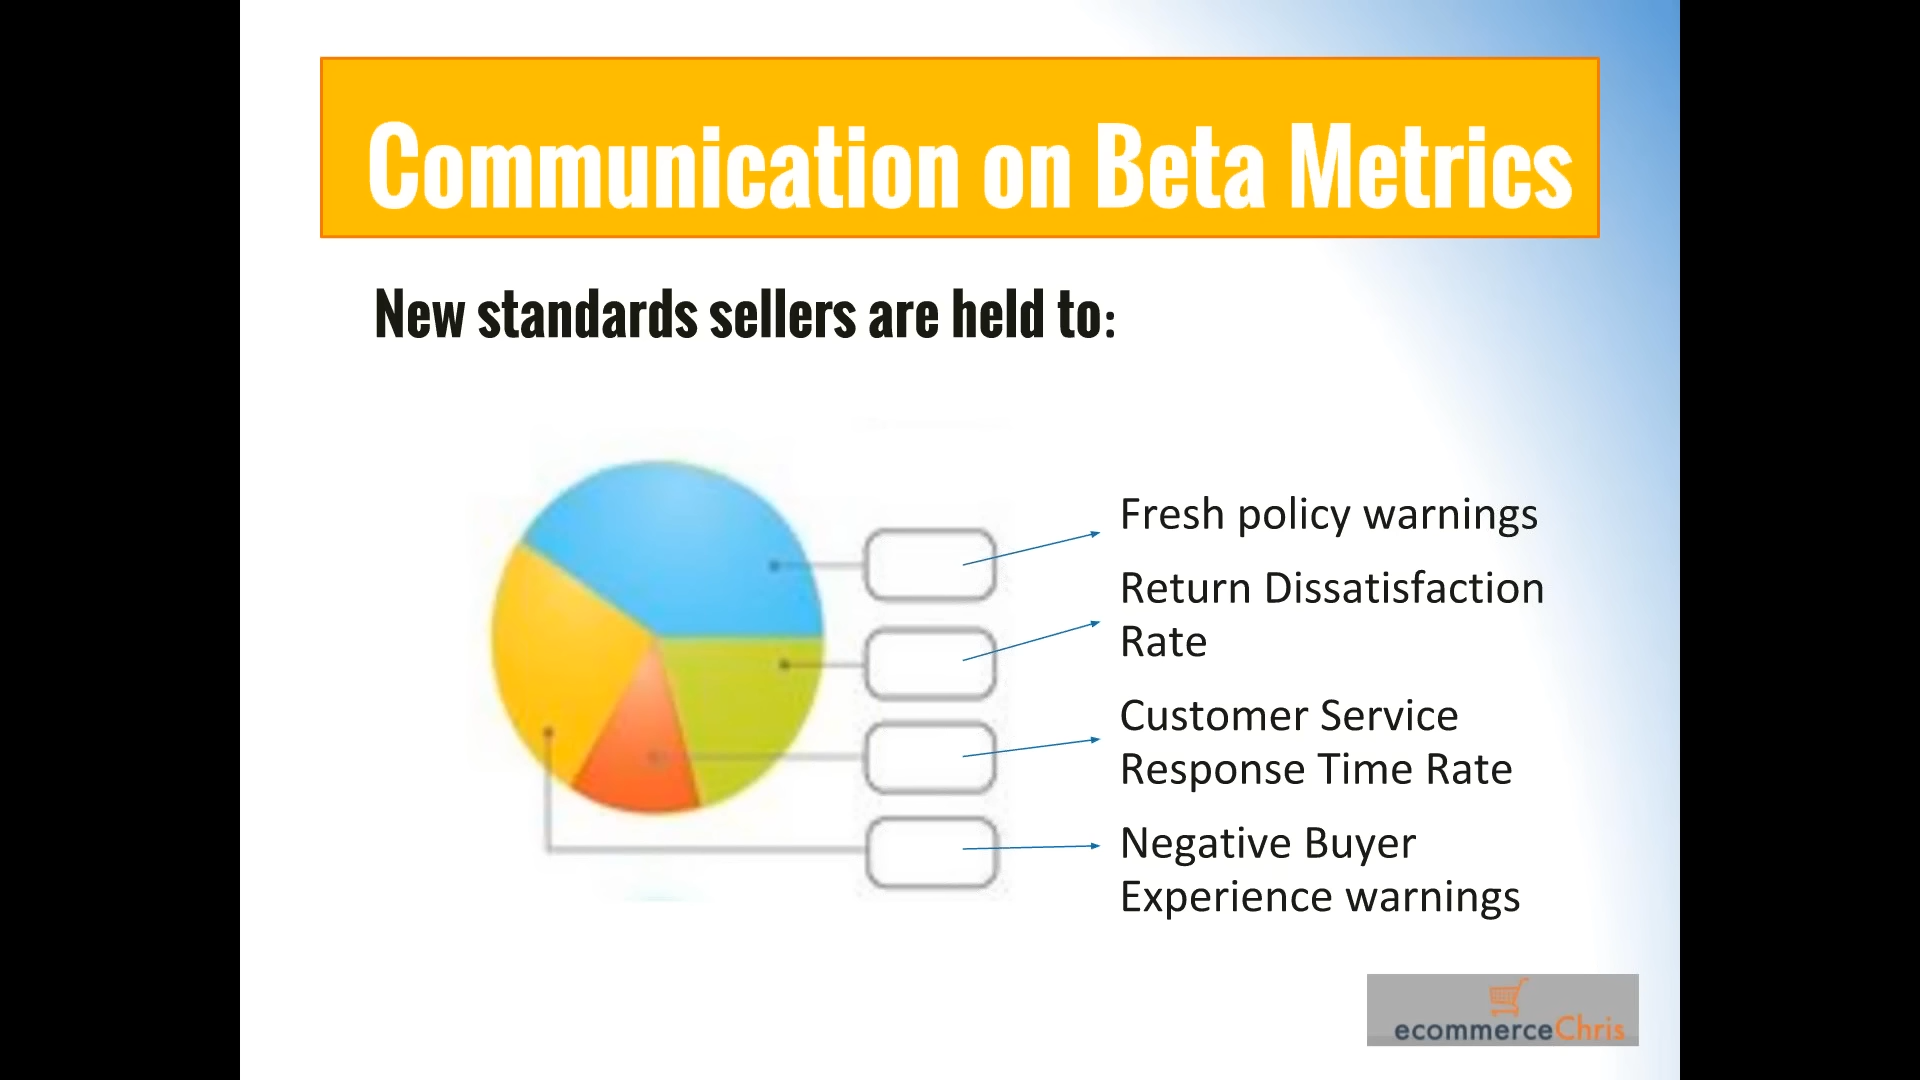 Communication on Beta Metrics
New standards sellers are held to:
Fresh policy warnings
Return Dissatisfaction
Rate
Customer Service
Response Time Rate
Negative Buyer
Experience warnings
ecommerceChris